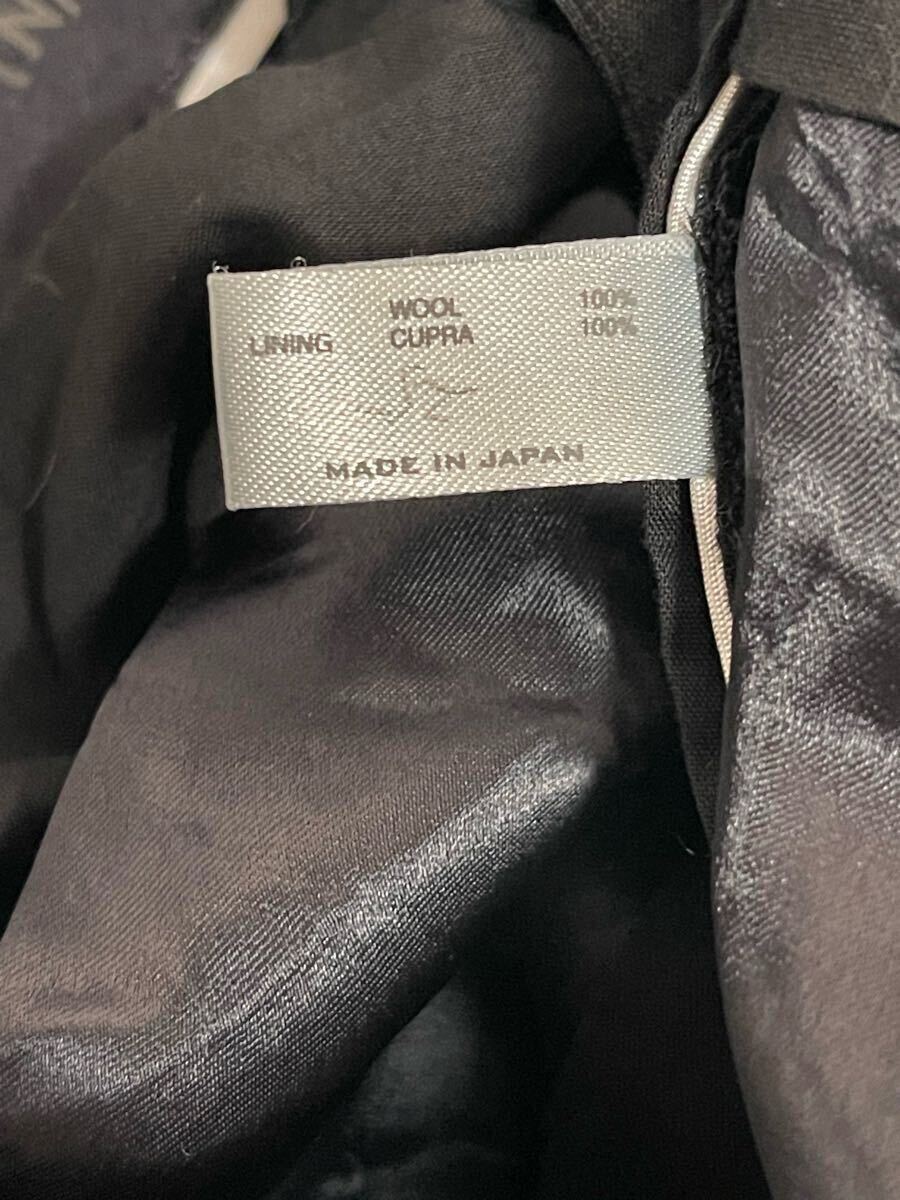 WOOL 100%
LINING CUPRA 100%
MADE IN JAPAN